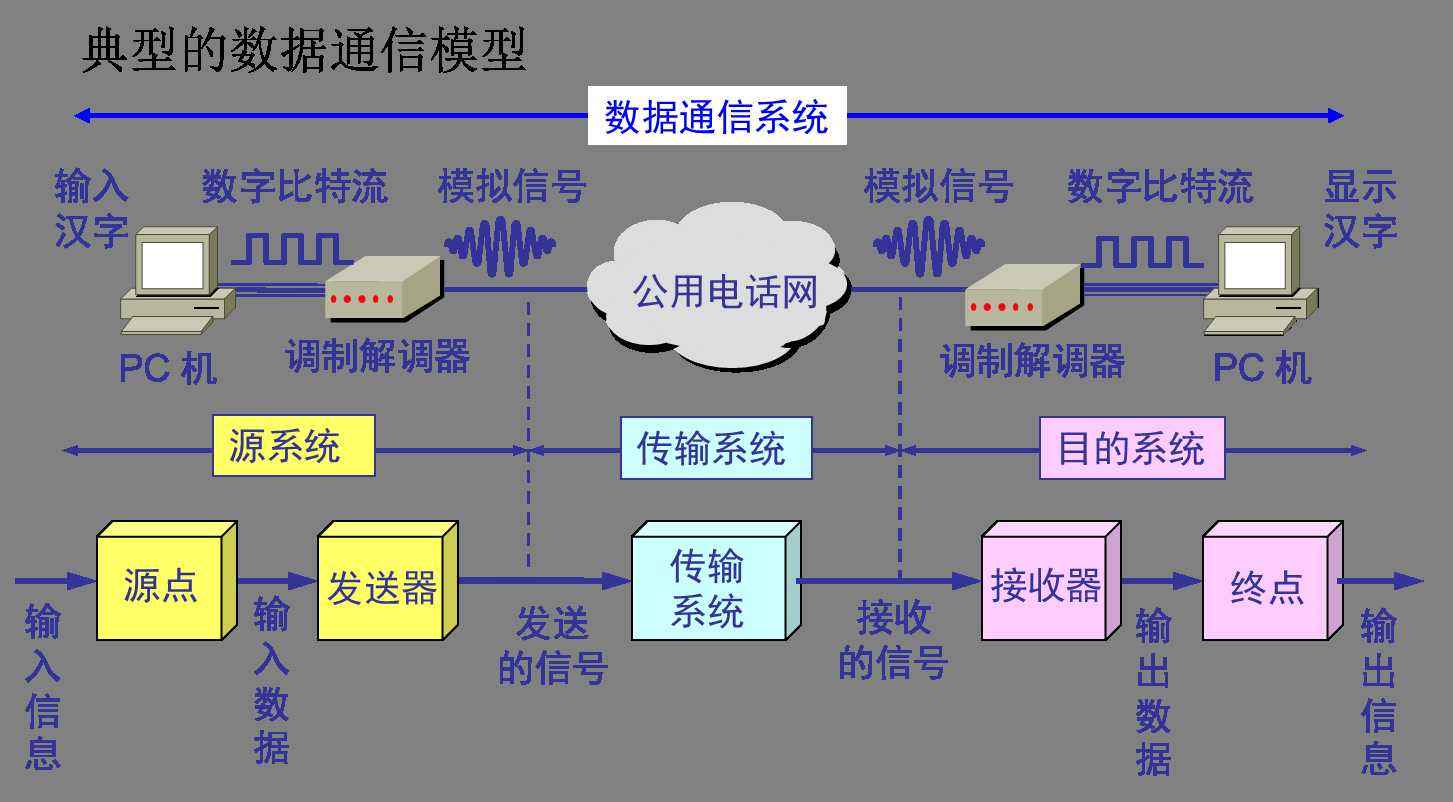 典型的数据通信模型
数据通信系统
输入
汉字
数字比特流
模拟信号
模拟信号
数字比特流
显示
汉字
公用电话网
PC 机
调制解调器
调制解调器
PC 机
源系统
传输系统
目的系统
源点
发送器
传输
系统
接收器
终点
输入信息
输入数据
发送
的信号
接收
的信号
输出数据
输出信息